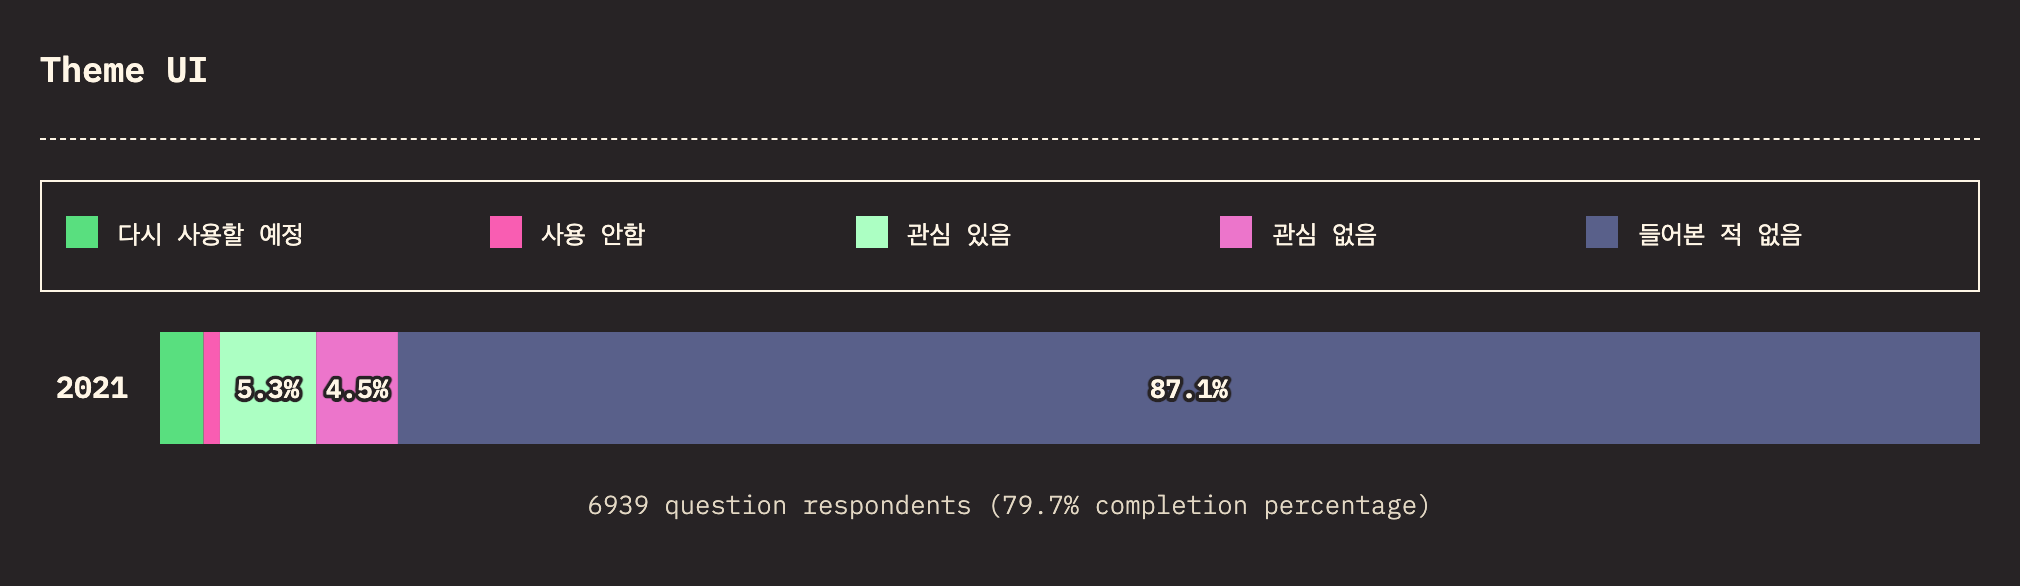 Theme UI
다시 사용할 예정 사용 안함 관심 있음 관심 없음 들어본 적 없음
2021 5.3% 4.5% 87.1%
6939 question respondents (79.7% completion percentage)